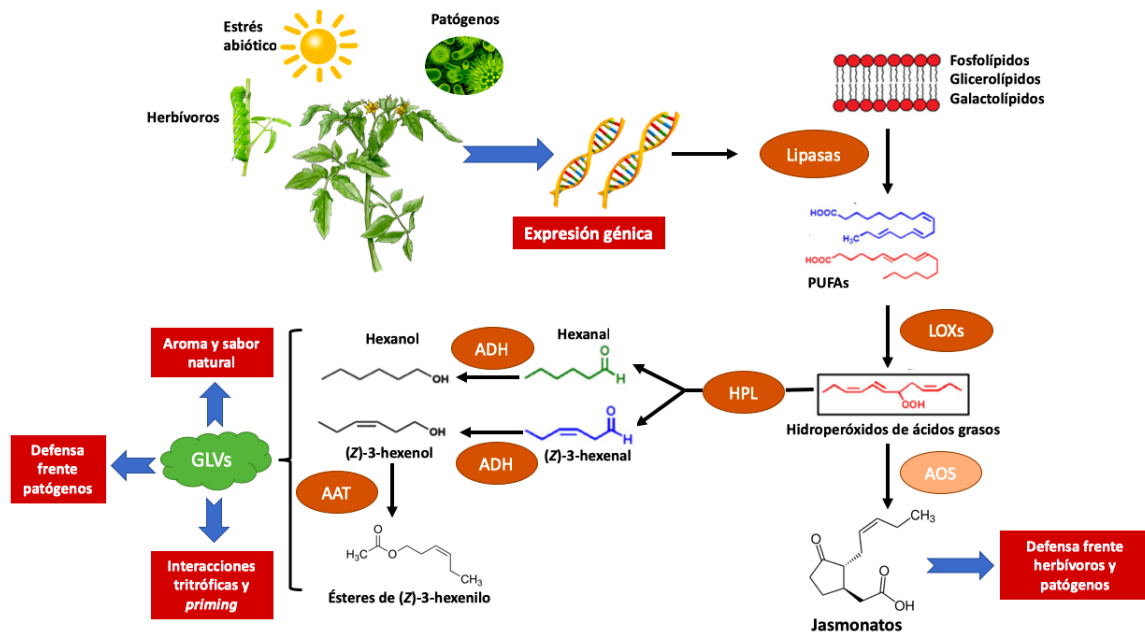 Estrés
abiótico
Patógenos
Herbívoros
Fosfolípidos
Glicerolípidos
Galactolípidos
Lipasas
Expresión génica
HOOC
H₃C
HOOC
CH₃
PUFAs
LOXs
Aroma y sabor
natural
Hexanol
ADH
Hexanal
O
H
OH
HPL
OOH
Hidroperóxidos de ácidos grasos
Defensa
frente
patógenos
GLVs
OH
O
H
(Z)-3-hexenol
ADH
(Z)-3-hexenal
AOS
AAT
Interacciones
tritróficas y
priming
O
H₃C
O
CH₃
Ésteres de (Z)-3-hexenilo
CH₃
O
O
OH
Jasmonatos
Defensa frente
herbívoros y
patógenos